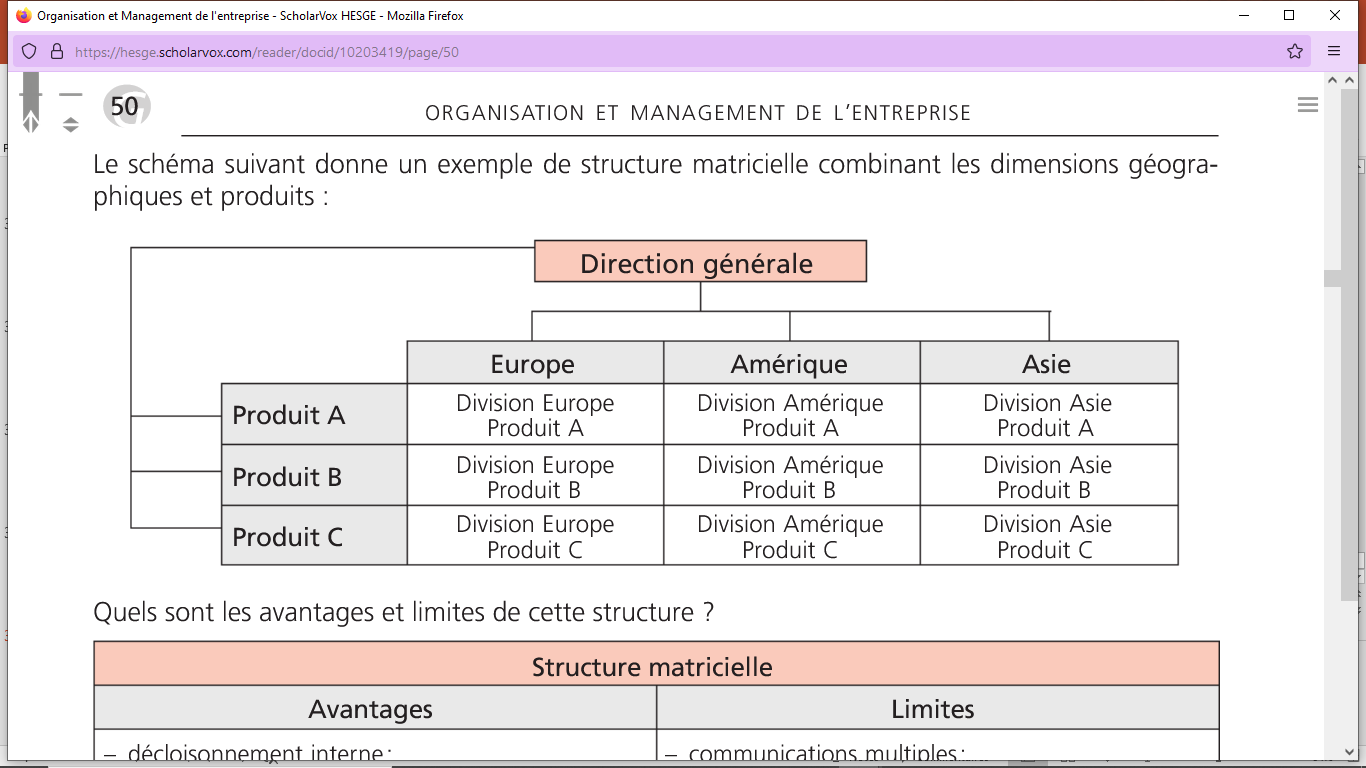 Organisation et Management de l'entreprise - ScholarVox HESGE - Mozilla Firefox
https://hesge.scholarvox.com/reader/docid/10203419/page/50
50
ORGANISATION ET MANAGEMENT DE L’ENTREPRISE
Le schéma suivant donne un exemple de structure matricielle combinant les dimensions géogra-
phiques et produits :
Direction générale
Europe Amérique Asie
Produit A
Division Europe Division Amérique Division Asie
Produit A Produit A Produit A
Produit B
Division Europe Division Amérique Division Asie
Produit B Produit B Produit B
Produit C
Division Europe Division Amérique Division Asie
Produit C Produit C Produit C
Quels sont les avantages et limites de cette structure ?
Structure matricielle
Avantages Limites
– décloisonnement interne ; – communications multiples ;